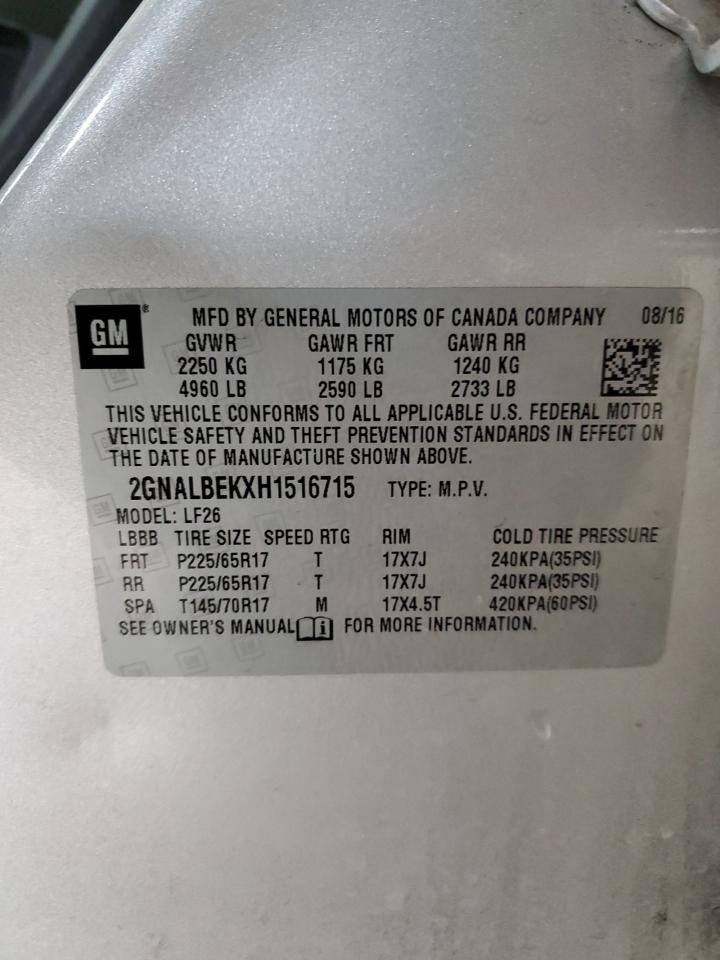 GM ® MFD BY GENERAL MOTORS OF CANADA COMPANY 08/16
GVWR GAWR FRT GAWR RR
2250 KG 1175 KG 1240 KG
4960 LB 2590 LB 2733 LB
THIS VEHICLE CONFORMS TO ALL APPLICABLE U.S. FEDERAL MOTOR
VEHICLE SAFETY AND THEFT PREVENTION STANDARDS IN EFFECT ON
THE DATE OF MANUFACTURE SHOWN ABOVE.
2GNALBEKXH1516715 TYPE: M.P.V.
MODEL: LF26
LBBB TIRE SIZE SPEED RTG RIM COLD TIRE PRESSURE
FRT P225/65R17 T 17X7J 240KPA(35PSI)
RR P225/65R17 T 17X7J 240KPA(35PSI)
SPA T145/70R17 M 17X4.5T 420KPA(60PSI)
SEE OWNER'S MANUAL i FOR MORE INFORMATION.